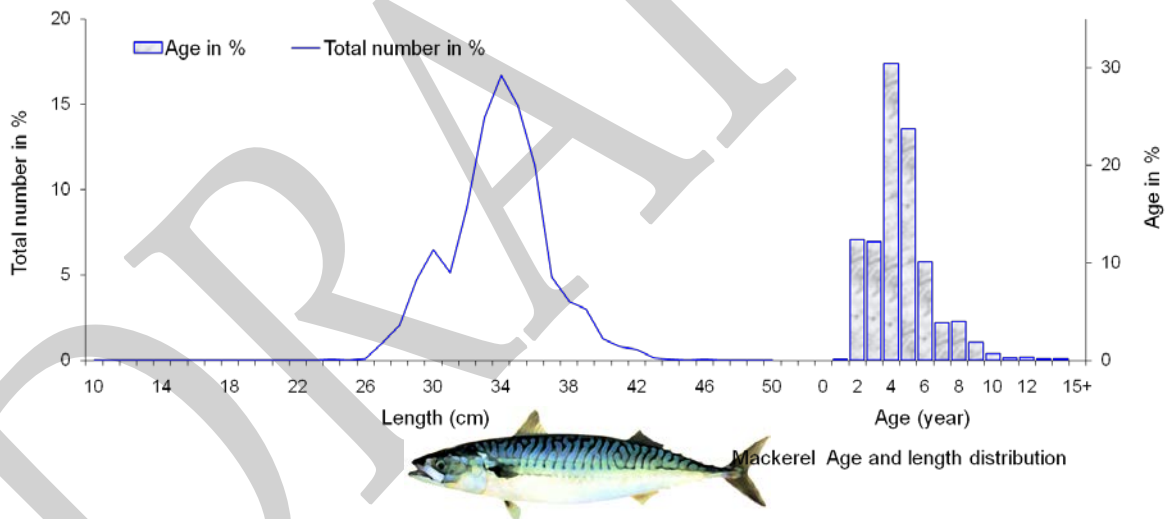 20
15
10
5
0
Total number in %
Age in %
Total number in %
10 14 18 22 26 30 34 38 42 46 50
Length (cm)
30
20
10
0
Age in %
0 2 4 6 8 10 12 15+
Age (year)
Mackerel Age and length distribution
DRAF